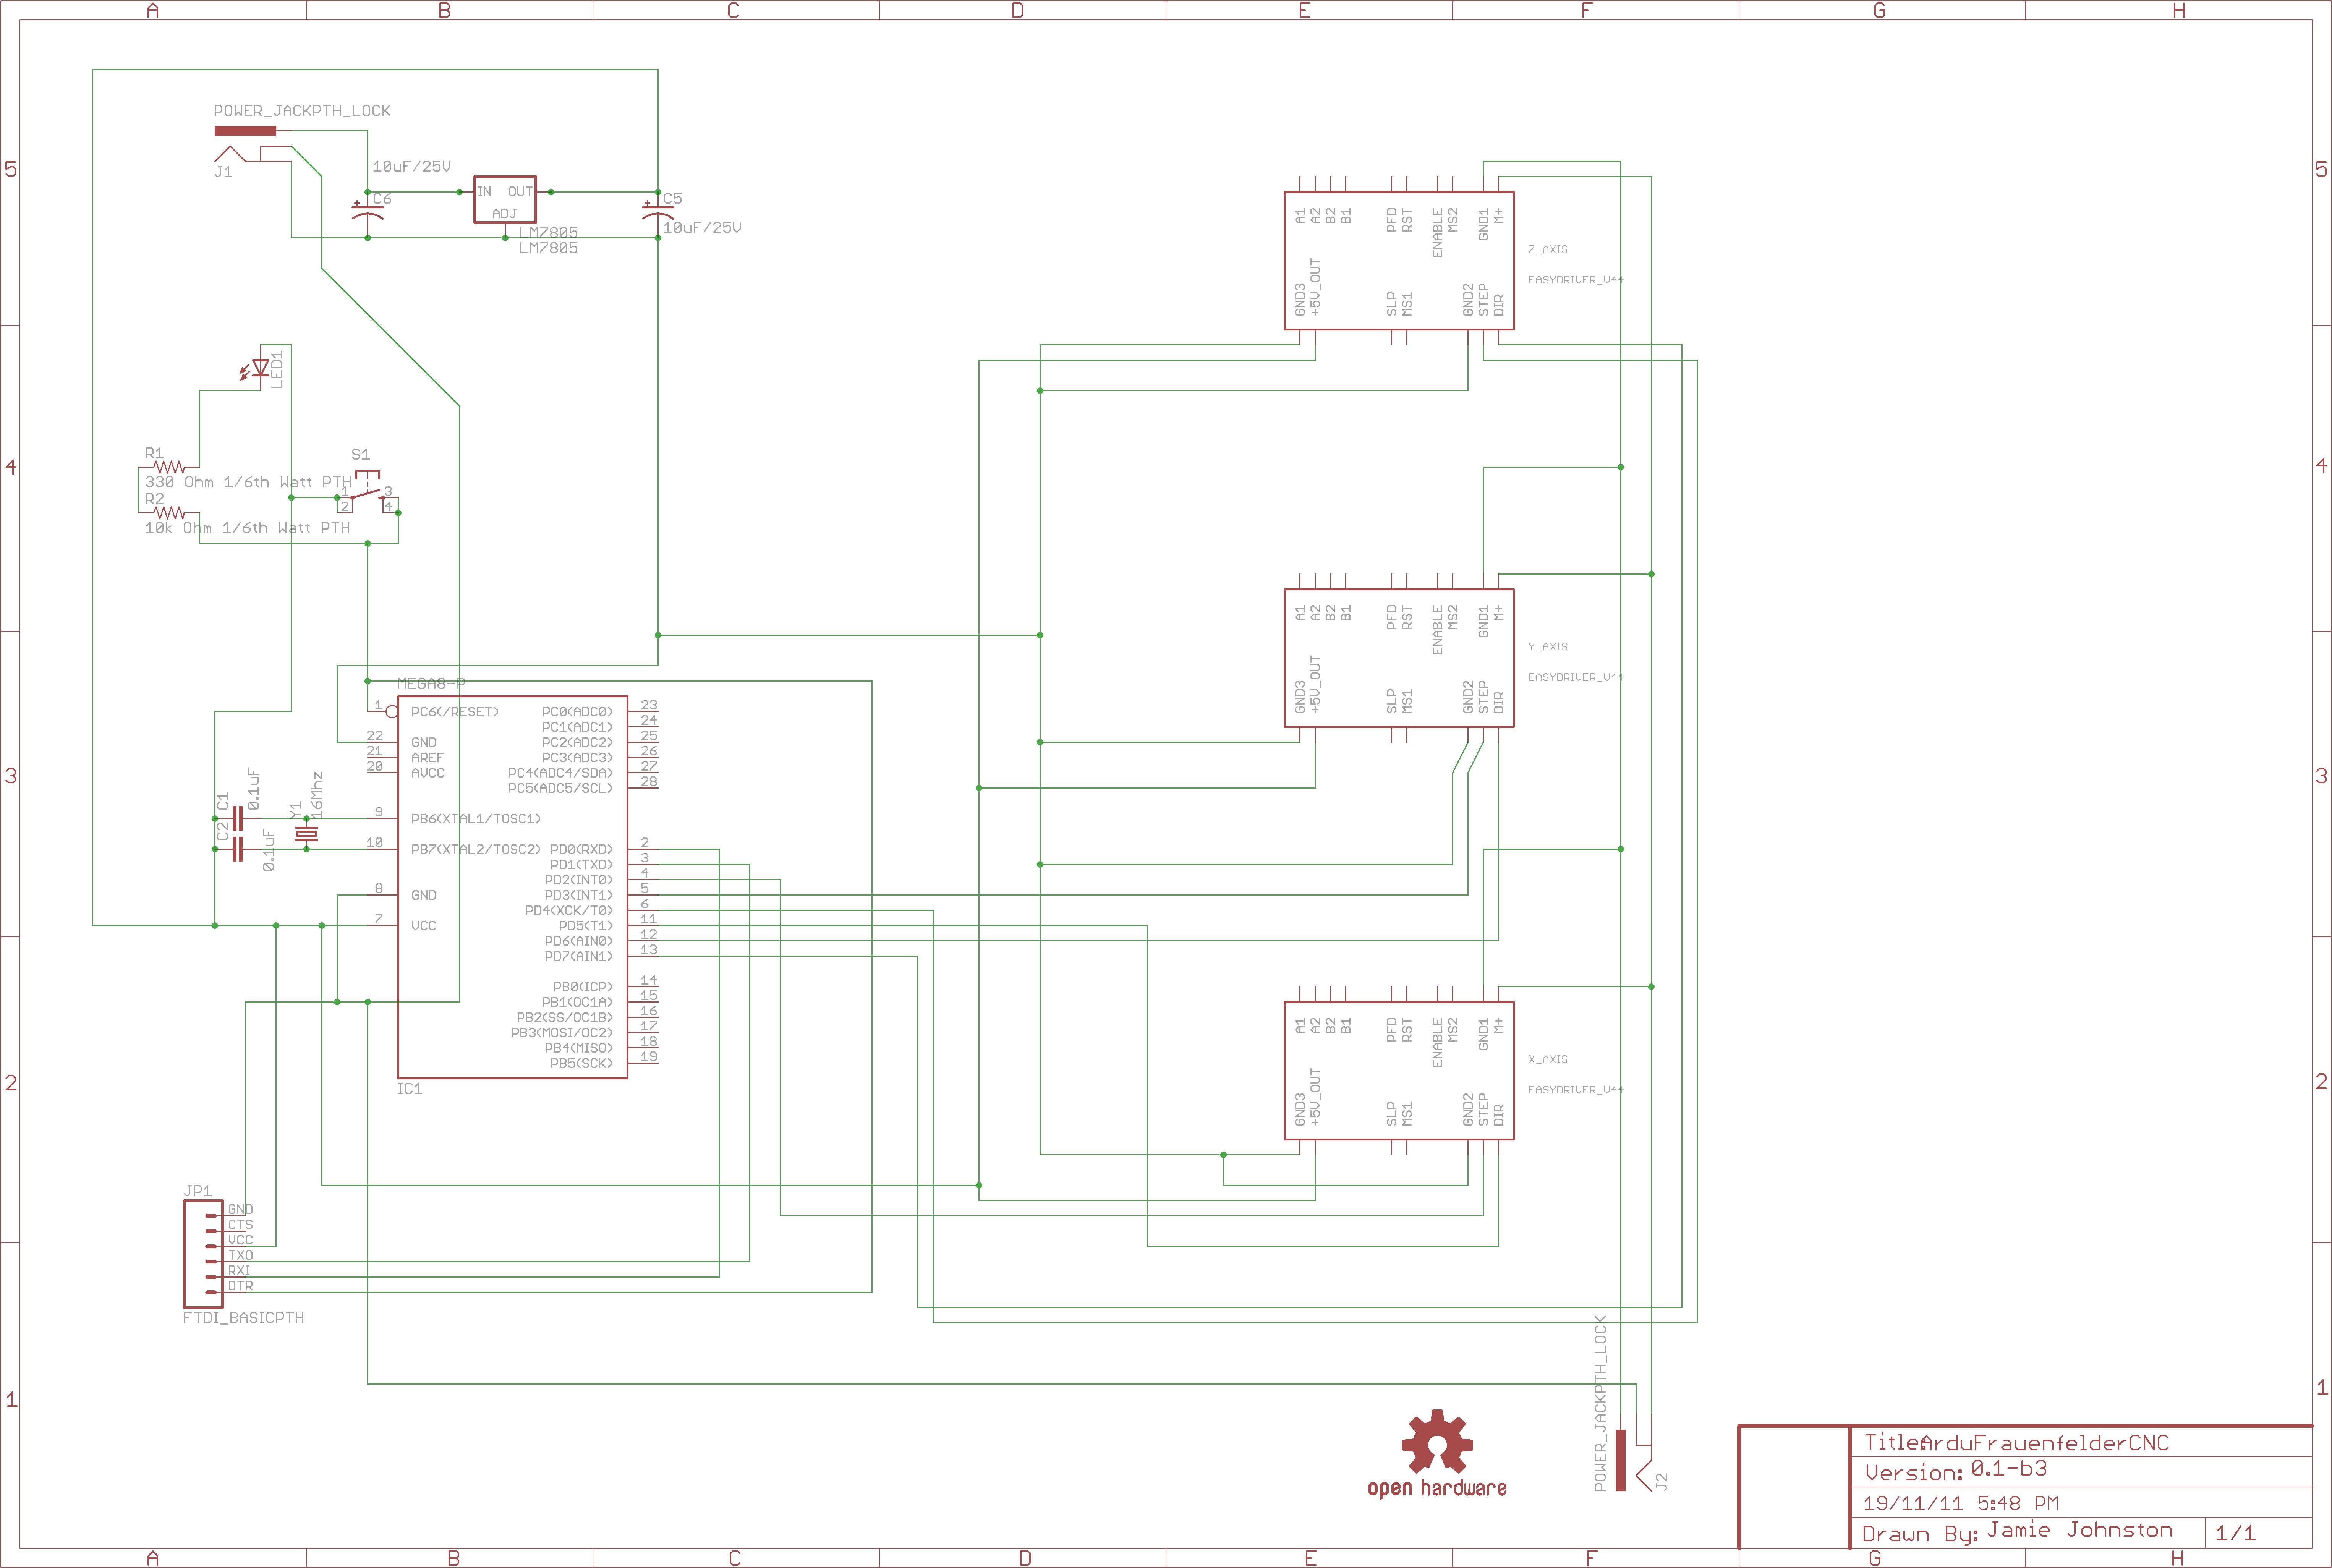 A B C D E F G H
POWER_JACKPTH_LOCK
J1
10uF/25V
C6
IN OUT
ADJ
LM7805
LM7805
C5
10uF/25V
5 5
A1 A2 B2 B1 PFD RST ENABLE MS2 GND1 M+
GND3 +5V_OUT SLP MS1 GND2 STEP DIR
Z_AXIS
EASYDRIVER_V44
LED1
R1
330 Ohm 1/6th Watt PTH
R2
10k Ohm 1/6th Watt PTH
S1
1 3
2 4
4 4
A1 A2 B2 B1 PFD RST ENABLE MS2 GND1 M+
GND3 +5V_OUT SLP MS1 GND2 STEP DIR
Y_AXIS
EASYDRIVER_V44
MEGA8-P
1 PC6(/RESET) PC0(ADC0) 23
PC1(ADC1) 24
22 GND PC2(ADC2) 25
21 AREF PC3(ADC3) 26
20 AVCC PC4(ADC4/SDA) 27
PC5(ADC5/SCL) 28
3 3
C1 0.1uF
C2 0.1uF
Y1 16Mhz
9 PB6(XTAL1/TOSC1)
10 PB7(XTAL2/TOSC2) PD0(RXD) 2
PD1(TXD) 3
PD2(INT0) 4
8 GND PD3(INT1) 5
PD4(XCK/T0) 6
7 VCC PD5(T1) 11
PD6(AIN0) 12
PD7(AIN1) 13
PB0(ICP) 14
PB1(OC1A) 15
PB2(SS/OC1B) 16
PB3(MOSI/OC2) 17
PB4(MISO) 18
PB5(SCK) 19
IC1
2 2
A1 A2 B2 B1 PFD RST ENABLE MS2 GND1 M+
GND3 +5V_OUT SLP MS1 GND2 STEP DIR
X_AXIS
EASYDRIVER_V44
JP1
GND
CTS
VCC
TXO
RXI
DTR
FTDI_BASICPTH
1 1
POWER_JACKPTH_LOCK
J2
open hardware
Title ArduFrauenfelderCNC
Version: 0.1-b3
19/11/11 5:48 PM
Drawn By: Jamie Johnston 1/1
A B C D E F G H